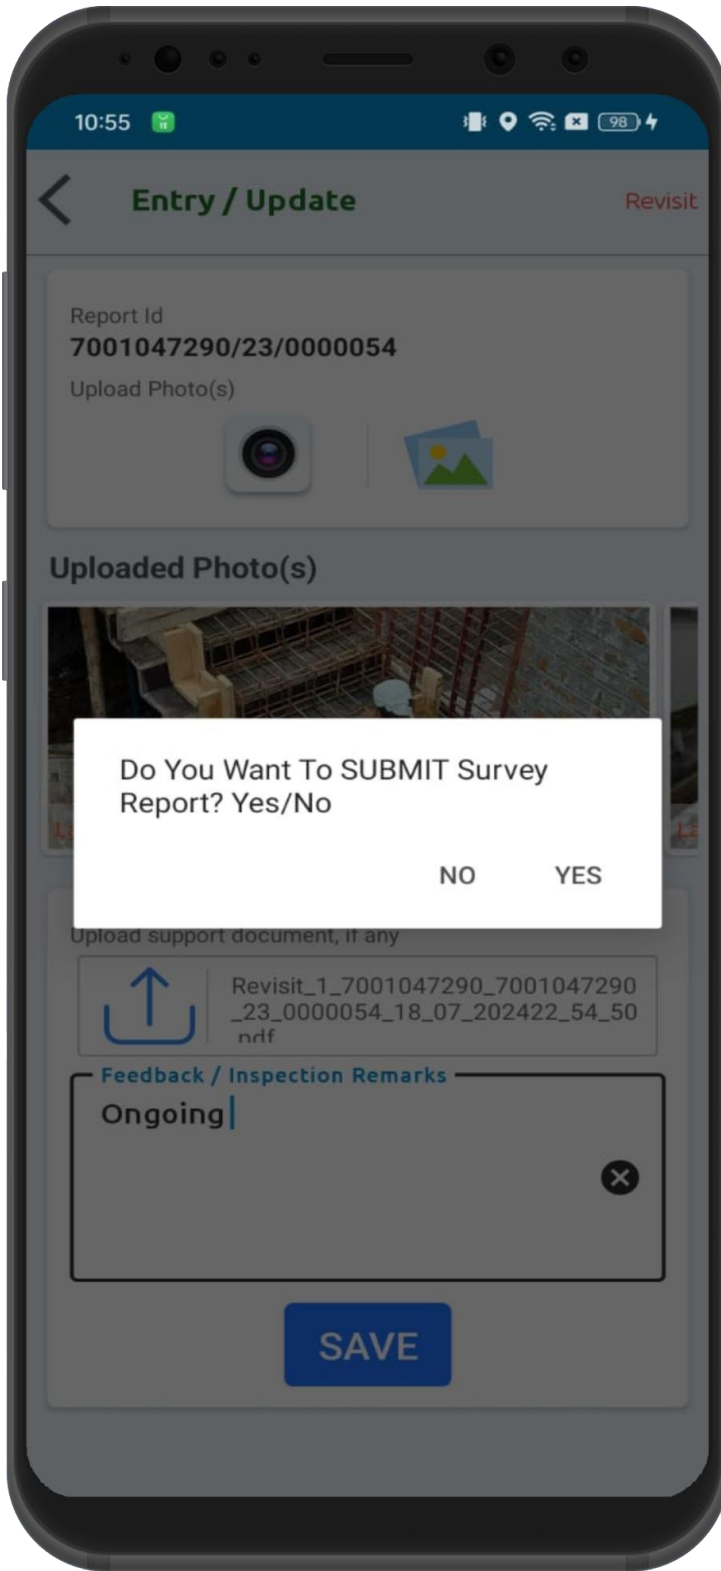 10:55
98
Entry / Update
Revisit
Report Id
7001047290/23/0000054
Upload Photo(s)
Uploaded Photo(s)
Do You Want To SUBMIT Survey
Report? Yes/No
NO YES
Upload support document, if any
Revisit_1_7001047290_7001047290
_23_0000054_18_07_202422_54_50
Feedback / Inspection Remarks
Ongoing
SAVE